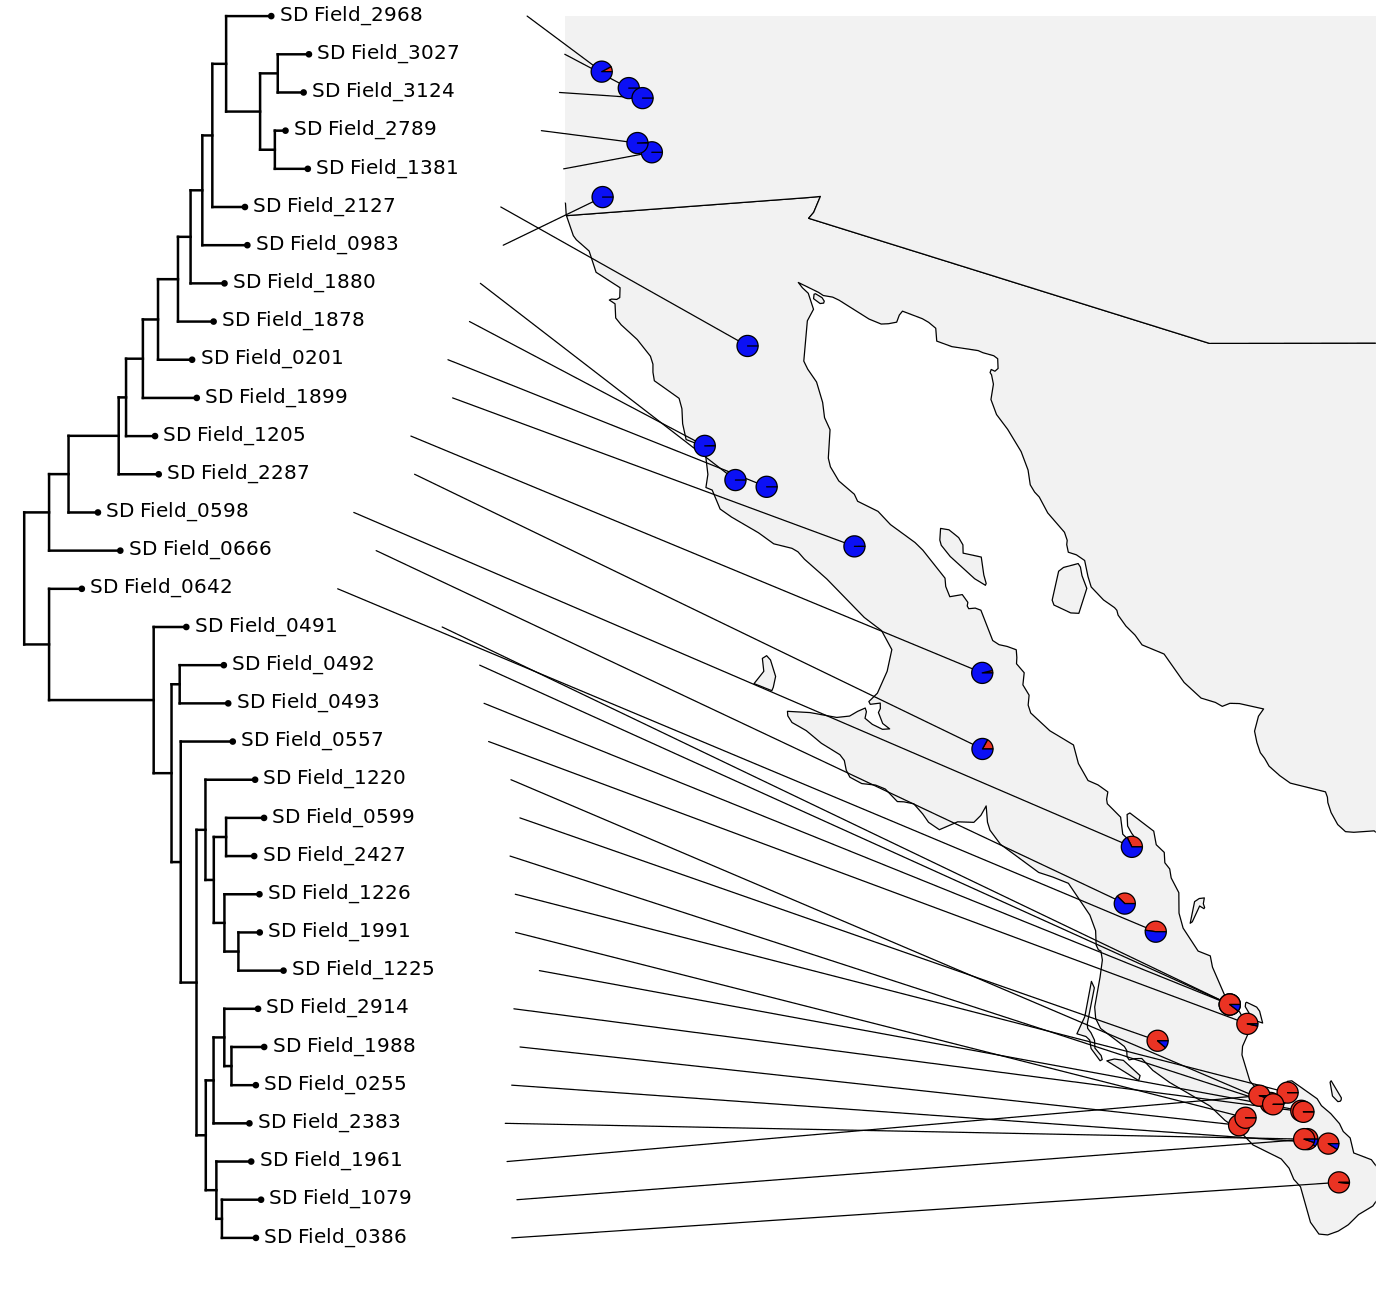 SD Field_2968
SD Field_3027
SD Field_3124
SD Field_2789
SD Field_1381
SD Field_2127
SD Field_0983
SD Field_1880
SD Field_1878
SD Field_0201
SD Field_1899
SD Field_1205
SD Field_2287
SD Field_0598
SD Field_0666
SD Field_0642
SD Field_0491
SD Field_0492
SD Field_0493
SD Field_0557
SD Field_1220
SD Field_0599
SD Field_2427
SD Field_1226
SD Field_1991
SD Field_1225
SD Field_2914
SD Field_1988
SD Field_0255
SD Field_2383
SD Field_1961
SD Field_1079
SD Field_0386